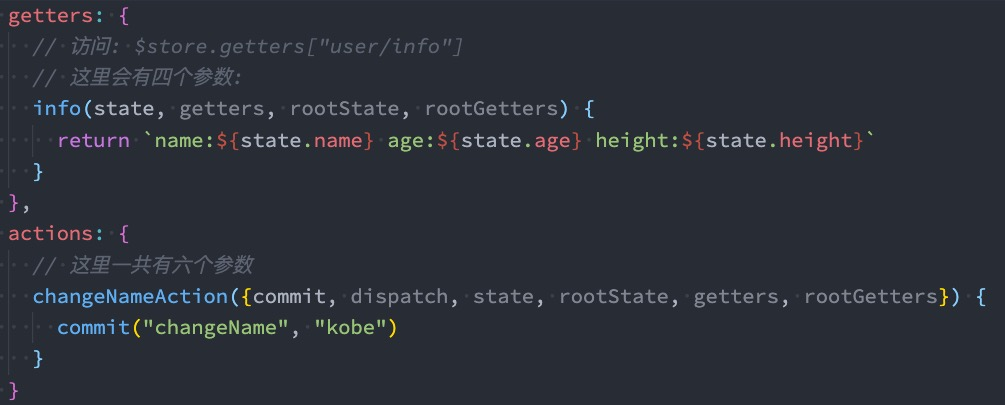 getters: {
  // 访问: $store.getters["user/info"]
  // 这里会有四个参数:
  info(state, getters, rootState, rootGetters) {
    return `name:${state.name} age:${state.age} height:${state.height}`
  }
},
actions: {
  // 这里一共有六个参数
  changeNameAction({commit, dispatch, state, rootState, getters, rootGetters}) {
    commit("changeName", "kobe")
  }
}